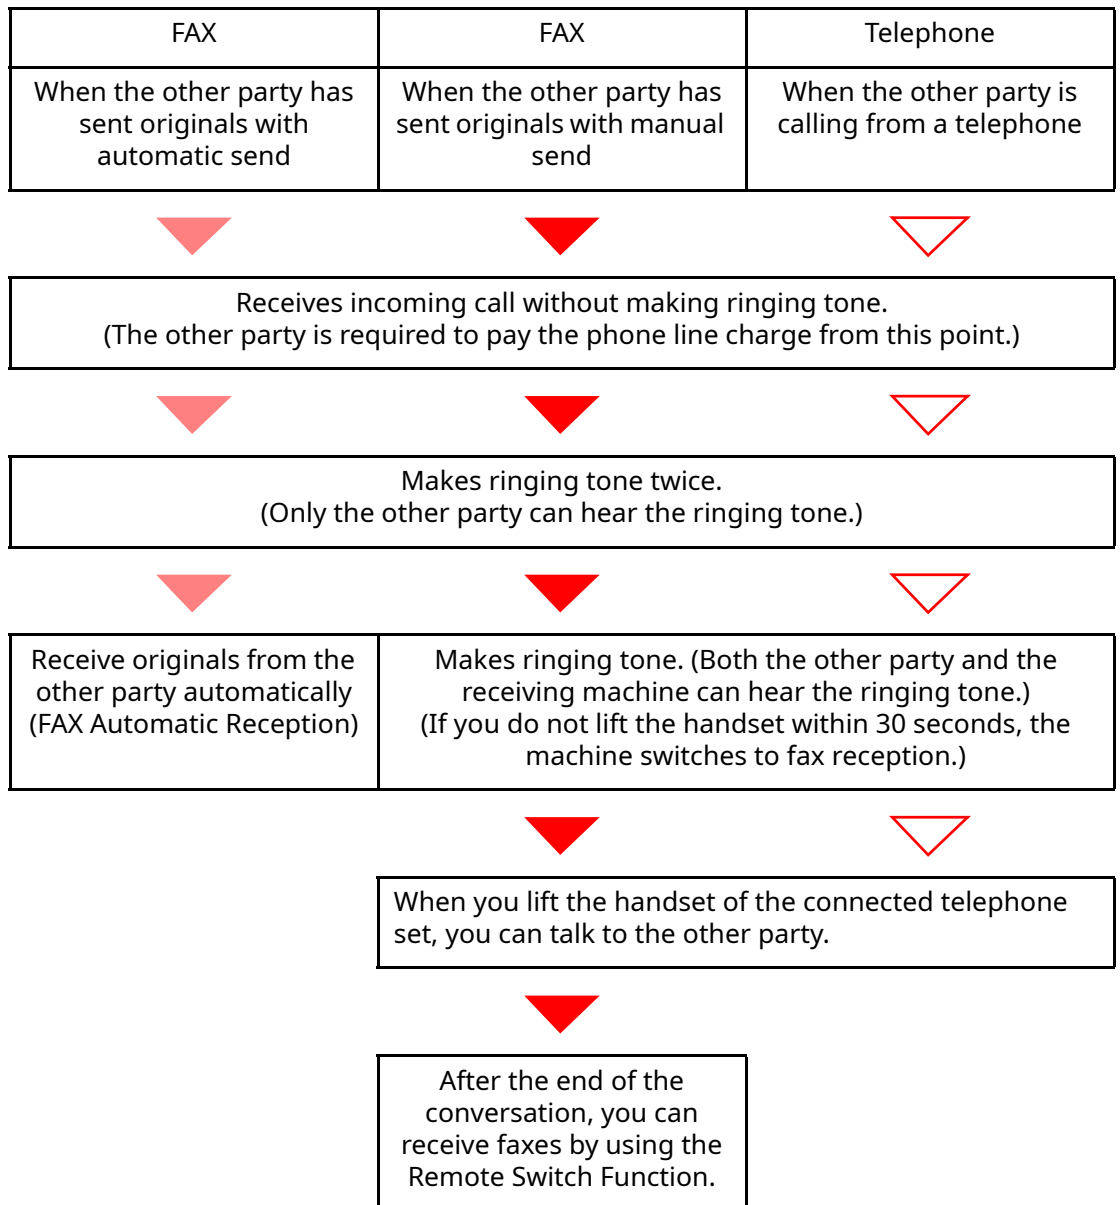 FAX
FAX
Telephone
When the other party has
sent originals with
automatic send
When the other party has
sent originals with manual
send
When the other party is
calling from a telephone
Receives incoming call without making ringing tone.
(The other party is required to pay the phone line charge from this point.)
Makes ringing tone twice.
(Only the other party can hear the ringing tone.)
Receive originals from the
other party automatically
(FAX Automatic Reception)
Makes ringing tone. (Both the other party and the
receiving machine can hear the ringing tone.)
(If you do not lift the handset within 30 seconds, the
machine switches to fax reception.)
When you lift the handset of the connected telephone
set, you can talk to the other party.
After the end of the
conversation, you can
receive faxes by using the
Remote Switch Function.